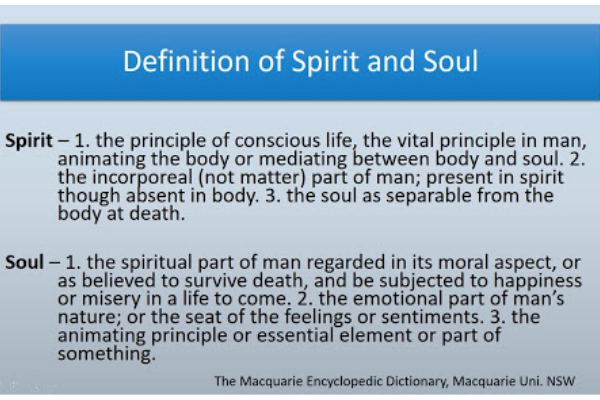 Definition of Spirit and Soul
Spirit – 1. the principle of conscious life, the vital principle in man,
animating the body or mediating between body and soul. 2.
the incorporeal (not matter) part of man; present in spirit
though absent in body. 3. the soul as separable from the
body at death.
Soul – 1. the spiritual part of man regarded in its moral aspect, or
as believed to survive death, and be subjected to happiness
or misery in a life to come. 2. the emotional part of man’s
nature; or the seat of the feelings or sentiments. 3. the
animating principle or essential element or part of
something.
The Macquarie Encyclopedic Dictionary, Macquarie Uni. NSW